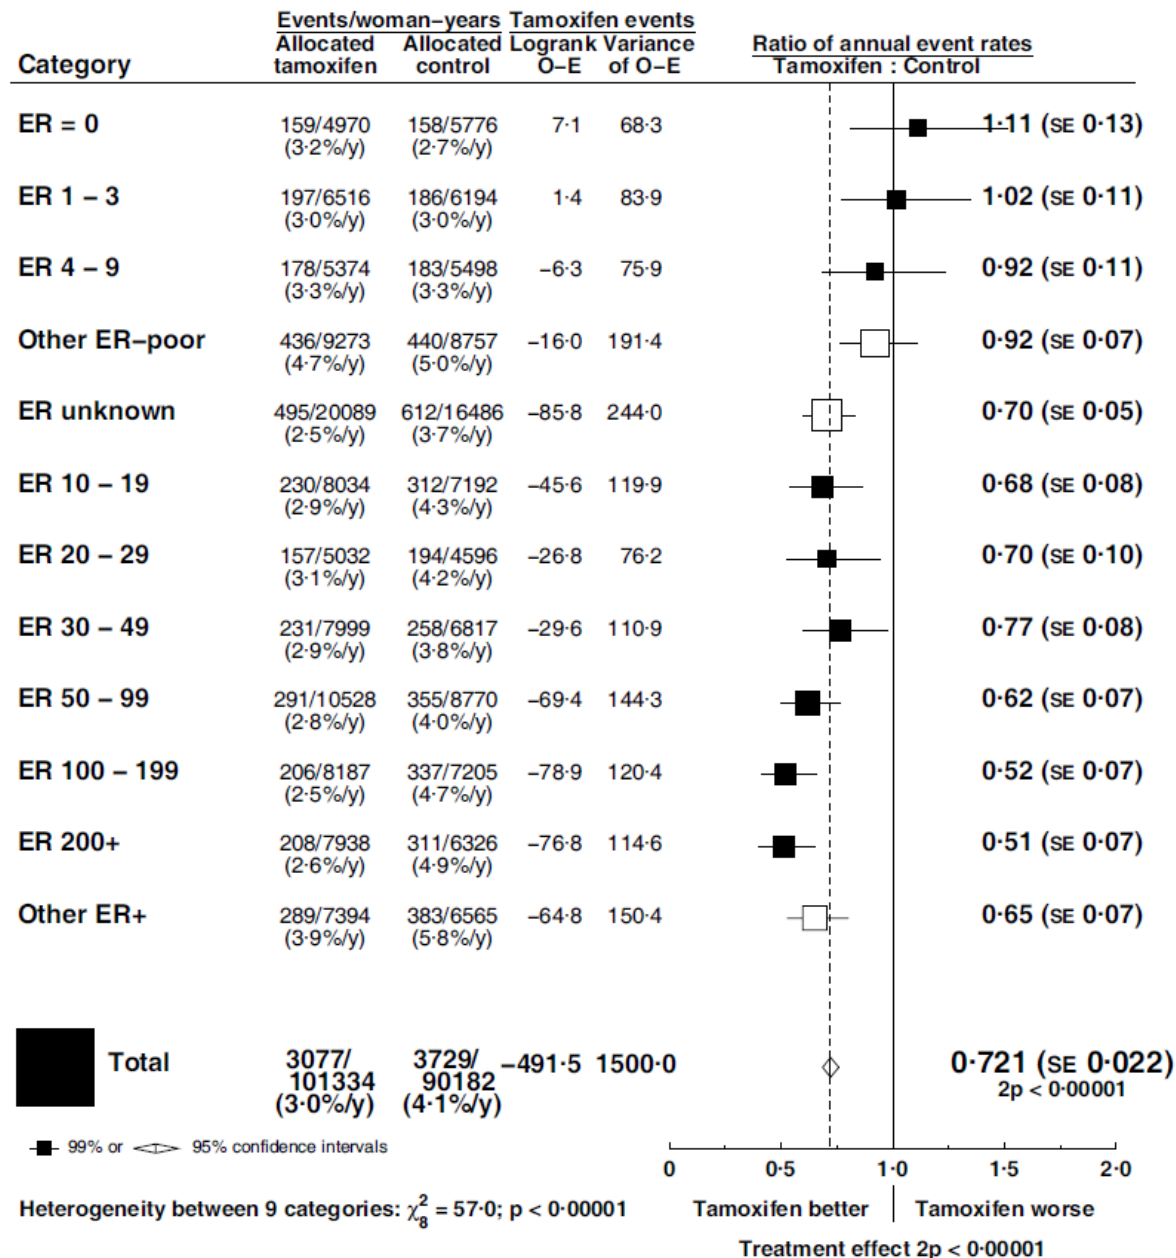 Events/woman–years Tamoxifen events
Allocated Allocated Logrank Variance Ratio of annual event rates
Category tamoxifen control O–E of O–E Tamoxifen : Control
ER = 0 159/4970 158/5776 7·1 68·3 1·11 (SE 0·13)
(3·2%/y) (2·7%/y)
ER 1 – 3 197/6516 186/6194 1·4 83·9 1·02 (SE 0·11)
(3·0%/y) (3·0%/y)
ER 4 – 9 178/5374 183/5498 –6·3 75·9 0·92 (SE 0·11)
(3·3%/y) (3·3%/y)
Other ER–poor 436/9273 440/8757 –16·0 191·4 0·92 (SE 0·07)
(4·7%/y) (5·0%/y)
ER unknown 495/20089 612/16486 –85·8 244·0 0·70 (SE 0·05)
(2·5%/y) (3·7%/y)
ER 10 – 19 230/8034 312/7192 –45·6 119·9 0·68 (SE 0·08)
(2·9%/y) (4·3%/y)
ER 20 – 29 157/5032 194/4596 –26·8 76·2 0·70 (SE 0·10)
(3·1%/y) (4·2%/y)
ER 30 – 49 231/7999 258/6817 –29·6 110·9 0·77 (SE 0·08)
(2·9%/y) (3·8%/y)
ER 50 – 99 291/10528 355/8770 –69·4 144·3 0·62 (SE 0·07)
(2·8%/y) (4·0%/y)
ER 100 – 199 206/8187 337/7205 –78·9 120·4 0·52 (SE 0·07)
(2·5%/y) (4·7%/y)
ER 200+ 208/7938 311/6326 –76·8 114·6 0·51 (SE 0·07)
(2·6%/y) (4·9%/y)
Other ER+ 289/7394 383/6565 –64·8 150·4 0·65 (SE 0·07)
(3·9%/y) (5·8%/y)
Total 3077/ 3729/ –491·5 1500·0 0·721 (SE 0·022)
101334 90182 2p < 0·00001
(3·0%/y) (4·1%/y)
99% or 95% confidence intervals
0 0·5 1·0 1·5 2·0
Heterogeneity between 9 categories: χ²₈ = 57·0; p < 0·00001 Tamoxifen better Tamoxifen worse
Treatment effect 2p < 0·00001